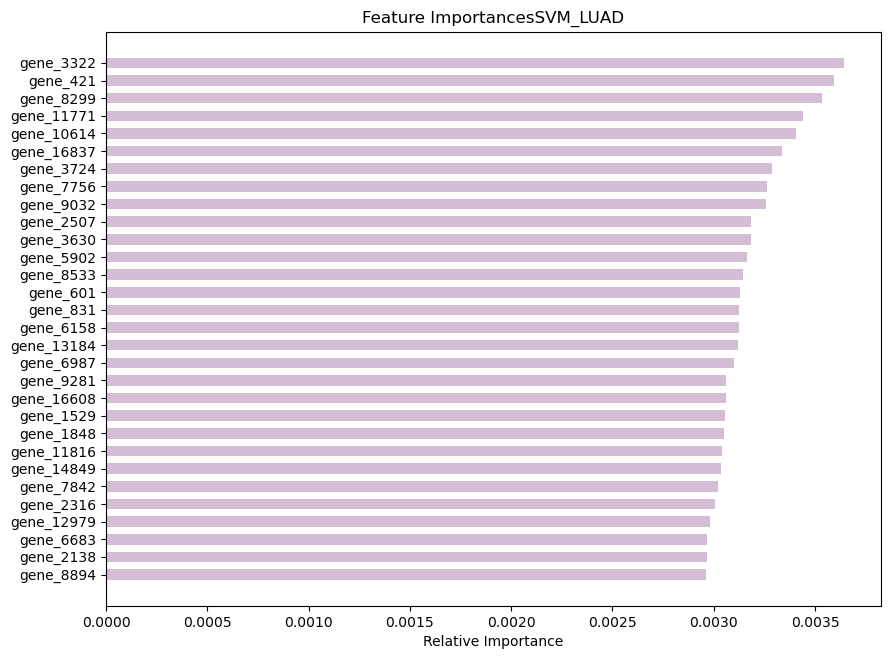 Feature ImportancesSVM_LUAD
gene_3322
gene_421
gene_8299
gene_11771
gene_10614
gene_16837
gene_3724
gene_7756
gene_9032
gene_2507
gene_3630
gene_5902
gene_8533
gene_601
gene_831
gene_6158
gene_13184
gene_6987
gene_9281
gene_16608
gene_1529
gene_1848
gene_11816
gene_14849
gene_7842
gene_2316
gene_12979
gene_6683
gene_2138
gene_8894
0.0000 0.0005 0.0010 0.0015 0.0020 0.0025 0.0030 0.0035
Relative Importance